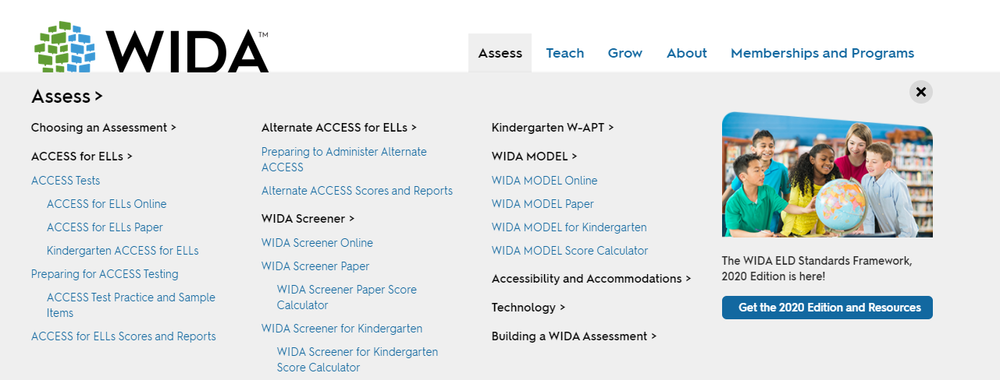 WIDA™
Assess
Teach
Grow
About
Memberships and Programs
Assess >
Choosing an Assessment >
ACCESS for ELLs >
ACCESS Tests
ACCESS for ELLs Online
ACCESS for ELLs Paper
Kindergarten ACCESS for ELLs
Preparing for ACCESS Testing
ACCESS Test Practice and Sample
Items
ACCESS for ELLs Scores and Reports
Alternate ACCESS for ELLs >
Preparing to Administer Alternate
ACCESS
Alternate ACCESS Scores and Reports
WIDA Screener >
WIDA Screener Online
WIDA Screener Paper
WIDA Screener Paper Score
Calculator
WIDA Screener for Kindergarten
WIDA Screener for Kindergarten
Score Calculator
Kindergarten W-APT >
WIDA MODEL >
WIDA MODEL Online
WIDA MODEL Paper
WIDA MODEL for Kindergarten
WIDA MODEL Score Calculator
Accessibility and Accommodations >
Technology >
Building a WIDA Assessment >
The WIDA ELD Standards Framework,
2020 Edition is here!
Get the 2020 Edition and Resources